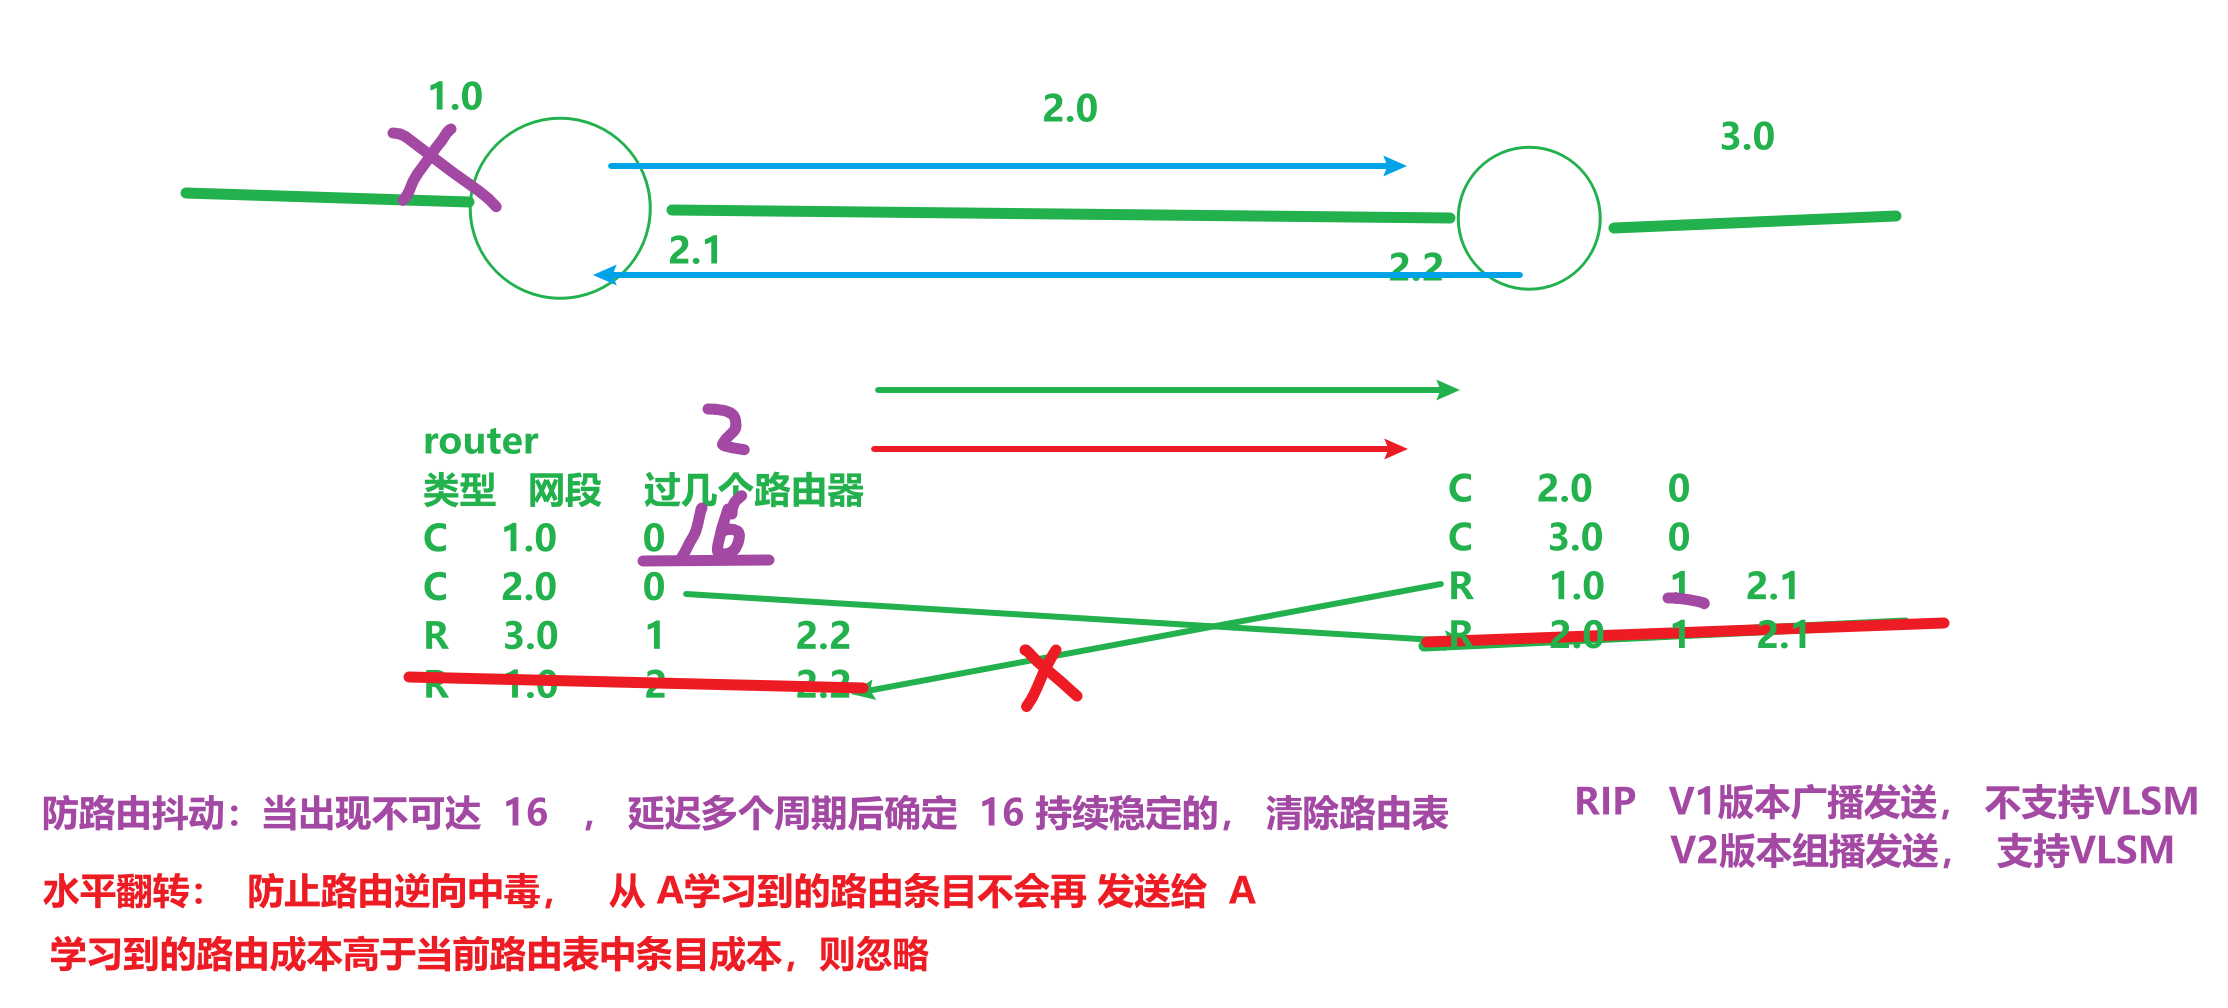 1.0
2.0
3.0
2.1
2.2
2
router
类型 网段 过几个路由器
C 1.0 0 16
C 2.0 0
R 3.0 1 2.2
R 1.0 2 2.2
C 2.0 0
C 3.0 0
R 1.0 1 2.1
R 2.0 1 2.1
防路由抖动：当出现不可达 16 ， 延迟多个周期后确定 16 持续稳定的， 清除路由表
RIP V1版本广播发送， 不支持VLSM
V2版本组播发送， 支持VLSM
水平翻转： 防止路由逆向中毒， 从 A学习到的路由条目不会再 发送给 A
学习到的路由成本高于当前路由表中条目成本，则忽略